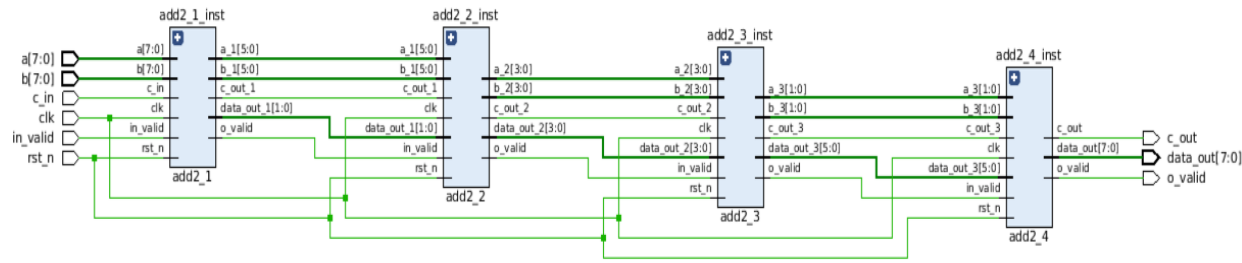 add2_1_inst
a[7:0]
b[7:0]
c_in
clk
in_valid
rst_n
a[7:0]
b[7:0]
c_in
clk
in_valid
rst_n
a_1[5:0]
b_1[5:0]
c_out_1
data_out_1[1:0]
o_valid
add2_1
add2_2_inst
a_1[5:0]
b_1[5:0]
c_out_1
clk
data_out_1[1:0]
in_valid
rst_n
a_2[3:0]
b_2[3:0]
c_out_2
data_out_2[3:0]
o_valid
add2_2
add2_3_inst
a_2[3:0]
b_2[3:0]
c_out_2
clk
data_out_2[3:0]
in_valid
rst_n
a_3[1:0]
b_3[1:0]
c_out_3
data_out_3[5:0]
o_valid
add2_3
add2_4_inst
a_3[1:0]
b_3[1:0]
c_out_3
clk
data_out_3[5:0]
in_valid
rst_n
c_out
data_out[7:0]
o_valid
add2_4
c_out
data_out[7:0]
o_valid